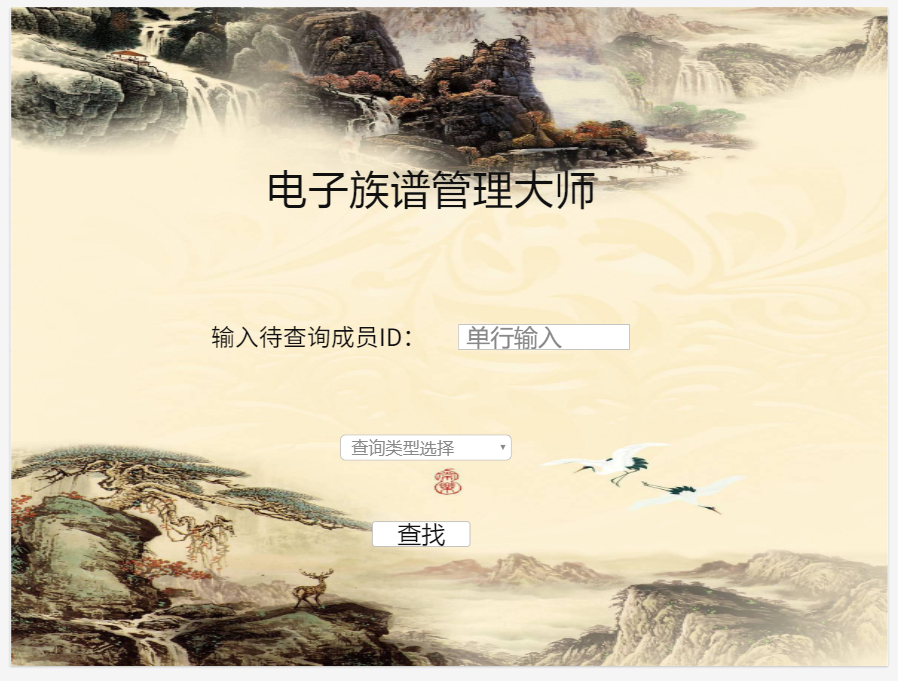 电子族谱管理大师
输入待查询成员ID：
单行输入
查询类型选择
查找